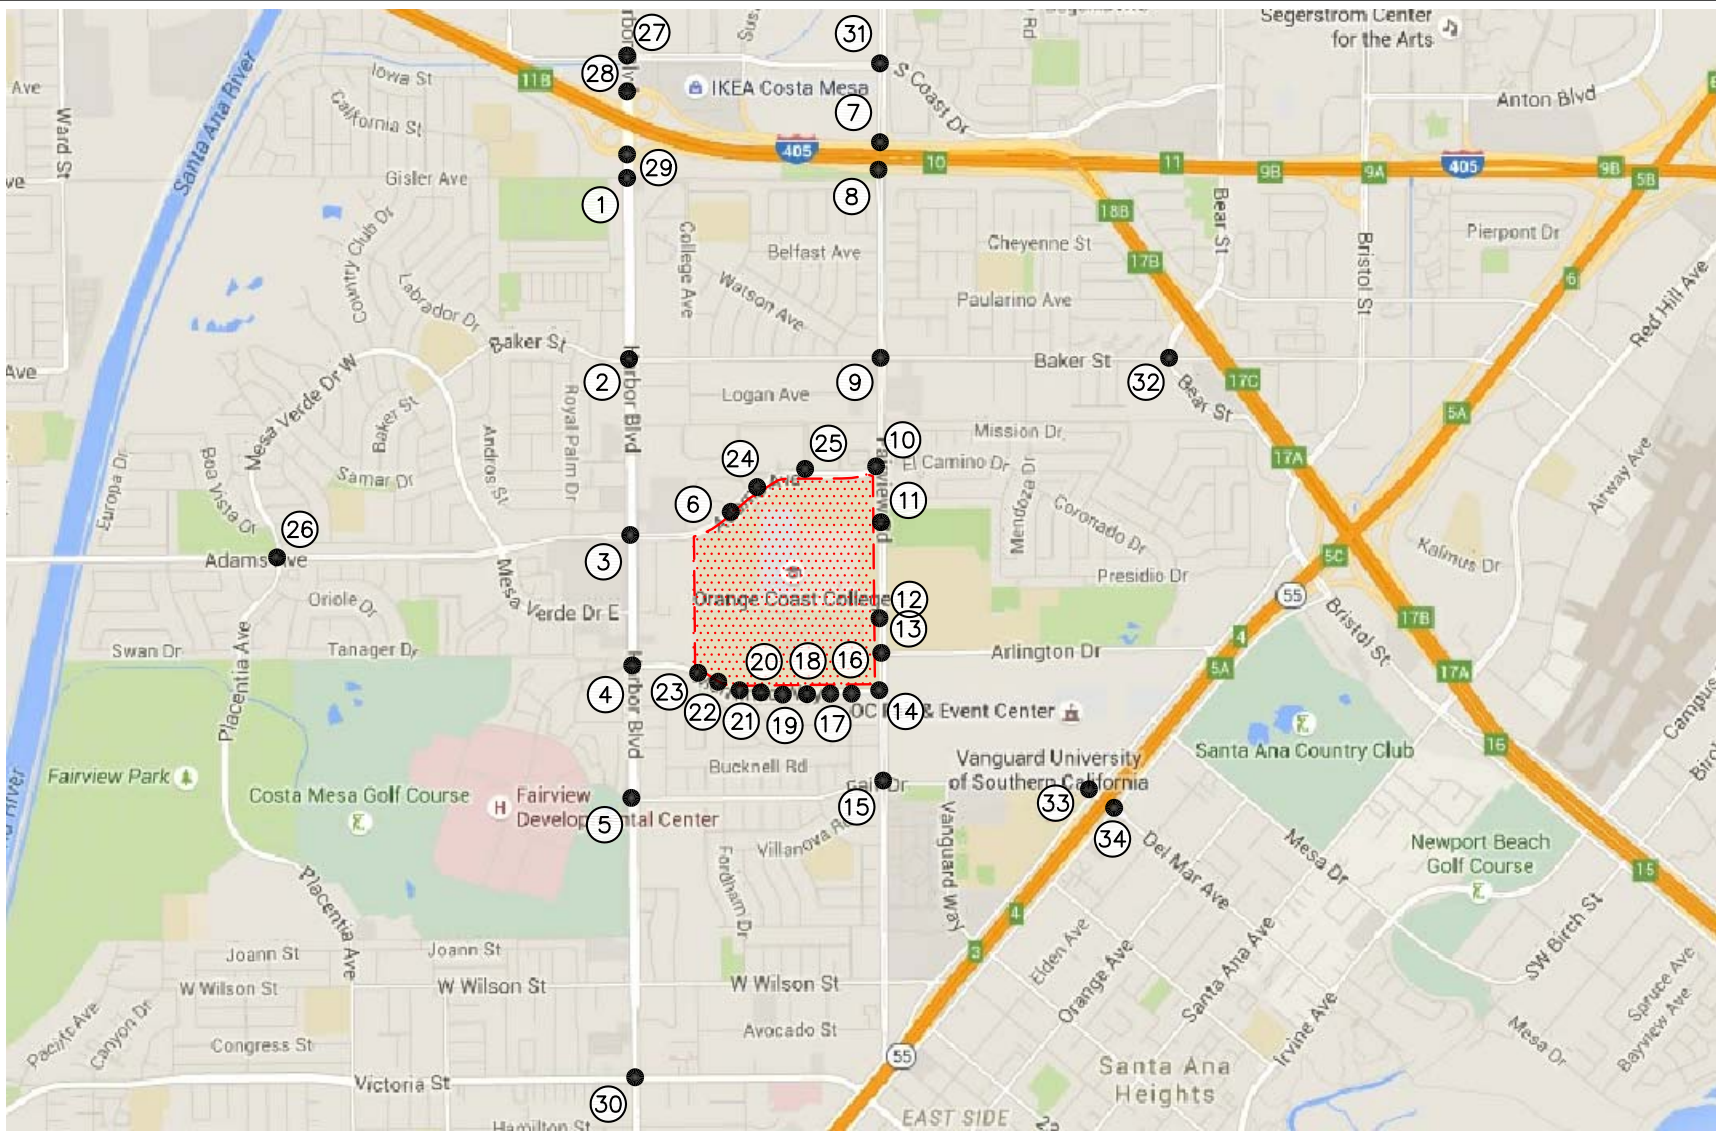 Segerstrom Center
for the Arts
27
31
28
11B
Iowa St
IKEA Costa Mesa
S Coast Dr
Anton Blvd
Ave
Ward St
Santa Ana River
California St
7
405
10
11
9B
9A
405
9B
5B
29
Gisler Ave
1
8
18B
Bear St
Bristol St
Pierpont Dr
Country Club Dr
College Ave
Belfast Ave
Cheyenne St
17B
6
Red Hill Ave
Labrador Dr
Watson Ave
Paularino Ave
Baker St
Ave
Mesa Verde Dr W
2
Harbor Blvd
9
Baker St
32
Bear St
17C
Logan Ave
Royal Palm Dr
Baker St
5A
Mission Dr
10
25
24
El Camino Dr
17A
Airway Ave
Europa Dr
Bea Vista Dr
Samar Dr
Andros St
6
11
Fairview Rd
Mendoza Dr
Coronado Dr
26
Adams Ave
3
5C
Kalmus Dr
Presidio Dr
Mesa Verde Dr E
Oriole Dr
Orange Coast College
12
13
55
Bristol St
17B
4
Swan Dr
Tanager Dr
Placentia Ave
Arlington Dr
5A
17A
Campus
20
18
16
23
4
Harbor Blvd
22
21
19
17
14
OC & Event Center
Santa Ana Country Club
16
Fairview Park
Costa Mesa Golf Course
Fairview
Developmental Center
5
Bucknell Rd
15
Vanguard University
of Southern California
33
34
Villanova Rd
Fordham Dr
Vanguard Way
Del Mar Ave
Mesa Dr
Newport Beach
Golf Course
15
Placentia Ave
4
3
Elden Ave
Orange Ave
Santa Ana Ave
SW Birch St
Joann St
Joann St
W Wilson St
W Wilson St
W Wilson St
Spruce Ave
Bayview Ave
Mesa Dr
Irvine Ave
Pacific Ave
Canyon Dr
Congress St
Avocado St
55
Victoria St
30
Santa Ana
Heights
EAST SIDE
Hamilton St